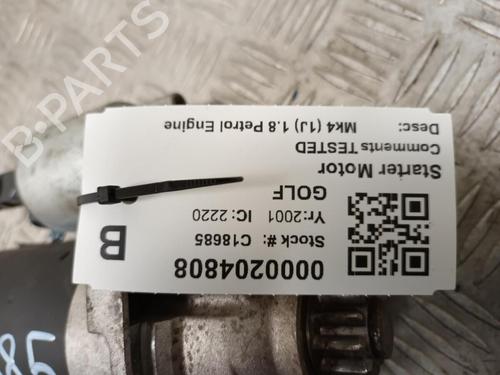 0000204808
Stock #: C18685
Yr: 2001 IC: 2220
GOLF
Starter Motor
Comments TESTED
Desc: Mk4 (1J) 1.8 Petrol Engine
B
B-PARTS